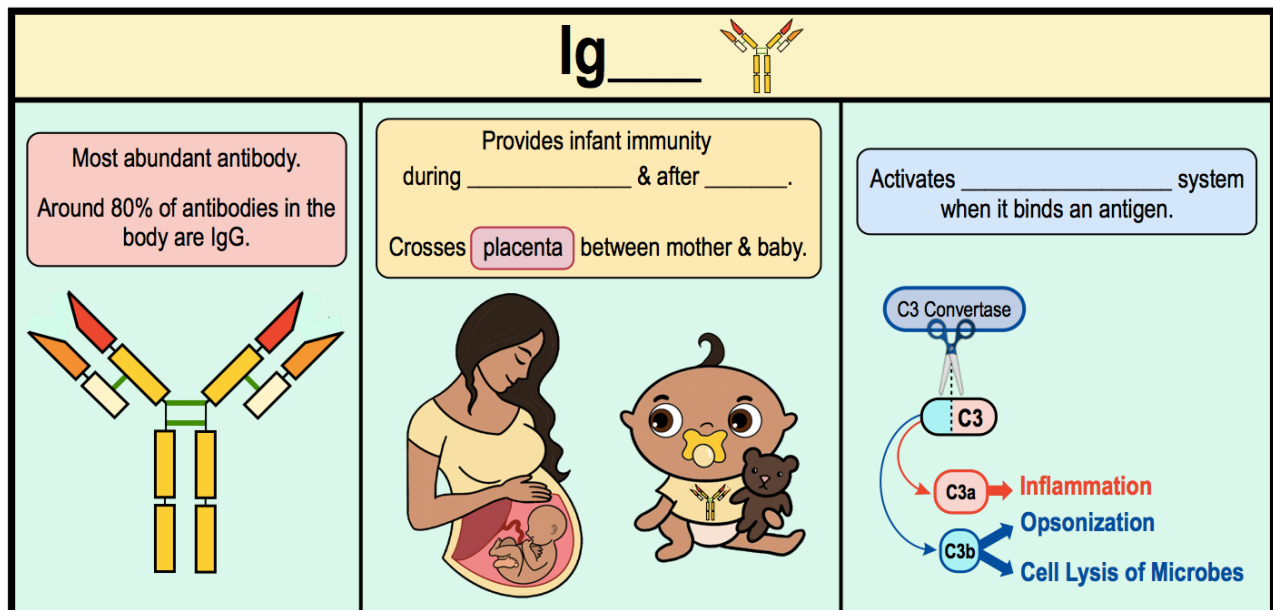 Ig____
Most abundant antibody.
Around 80% of antibodies in the
body are IgG.
Provides infant immunity
during ______________ & after _______.
Crosses placenta between mother & baby.
Activates __________________ system
when it binds an antigen.
C3 Convertase
C3
C3a
Inflammation
Opsonization
C3b
Cell Lysis of Microbes